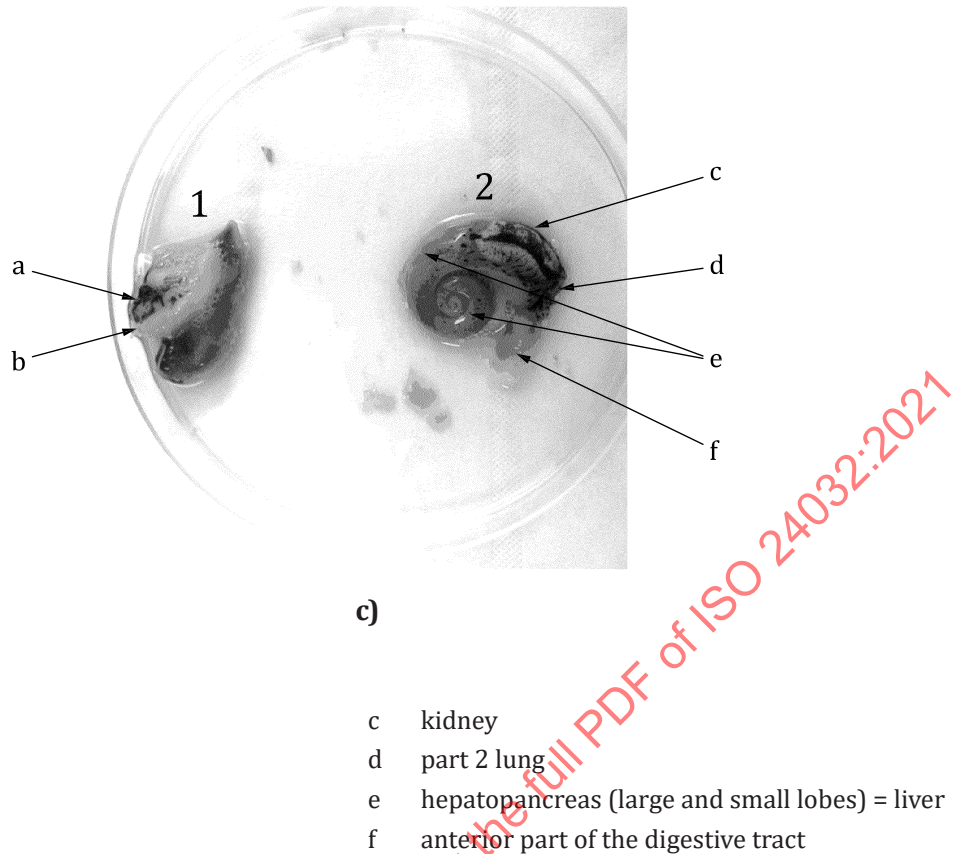 1
2
a
b
c
d
e
f
c)
c kidney
d part 2 lung
e hepatopancreas (large and small lobes) = liver
f anterior part of the digestive tract
the full PDF of ISO 24032:2021